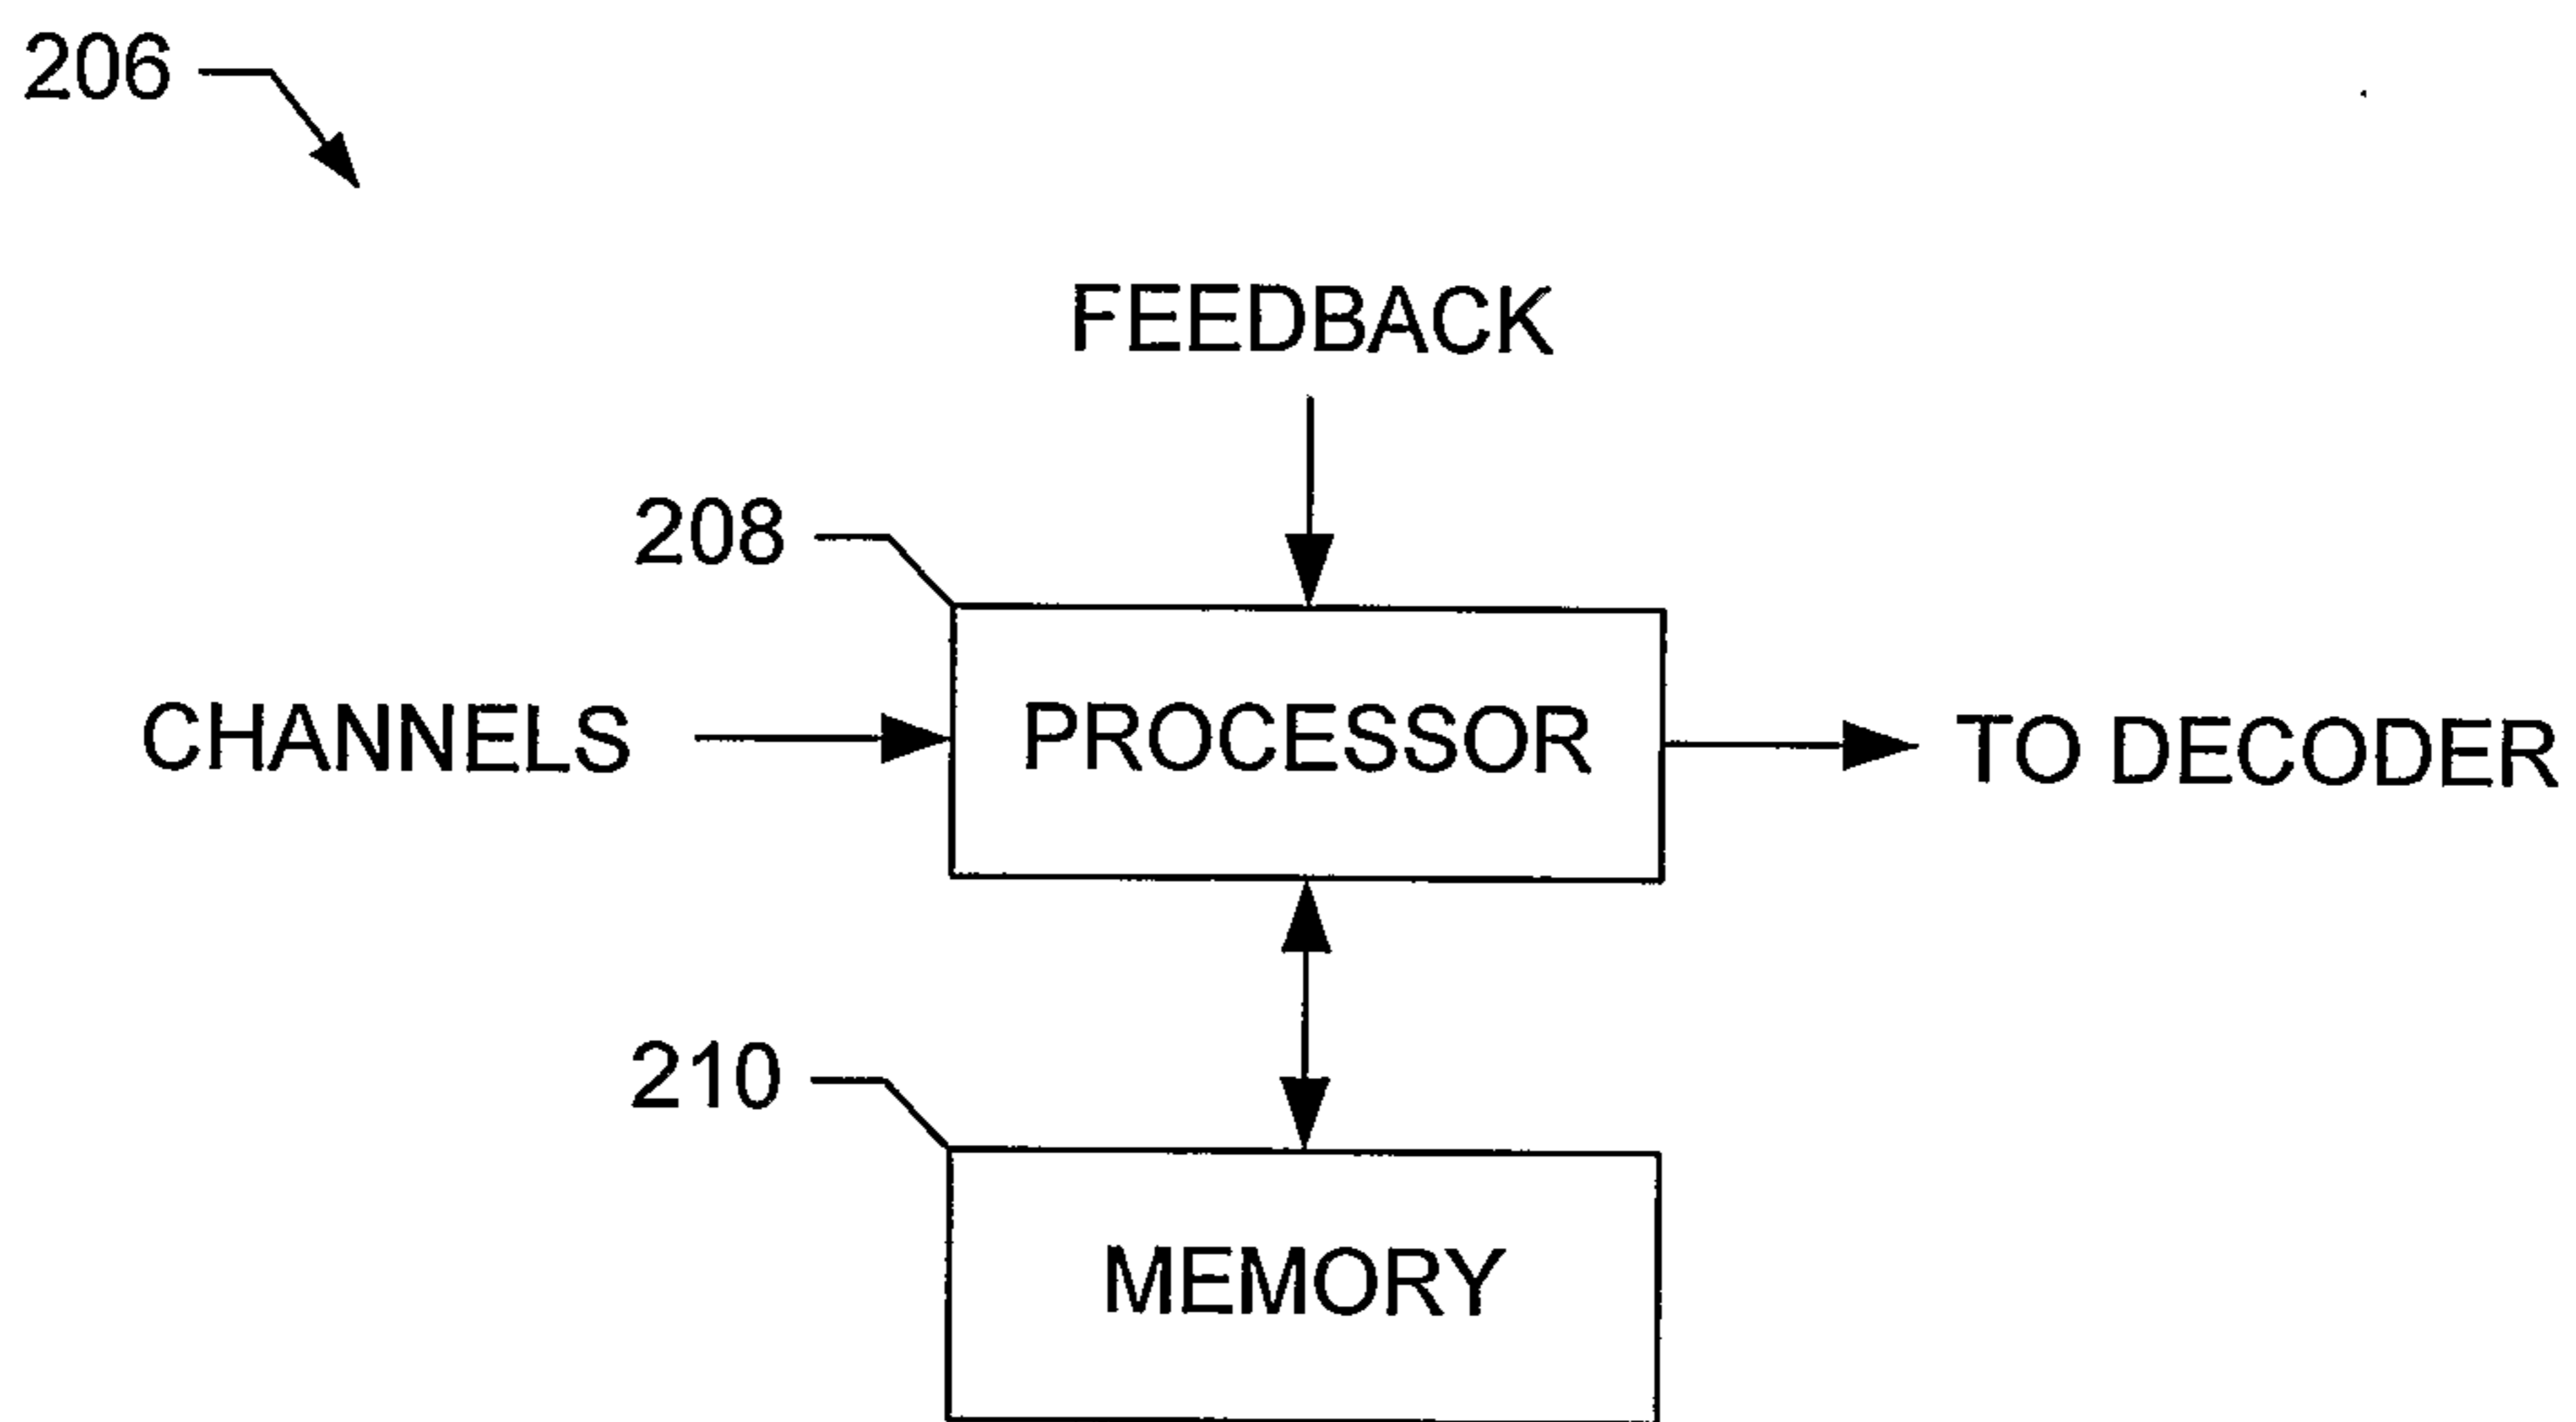 206
FEEDBACK
208
CHANNELS
PROCESSOR
TO DECODER
210
MEMORY